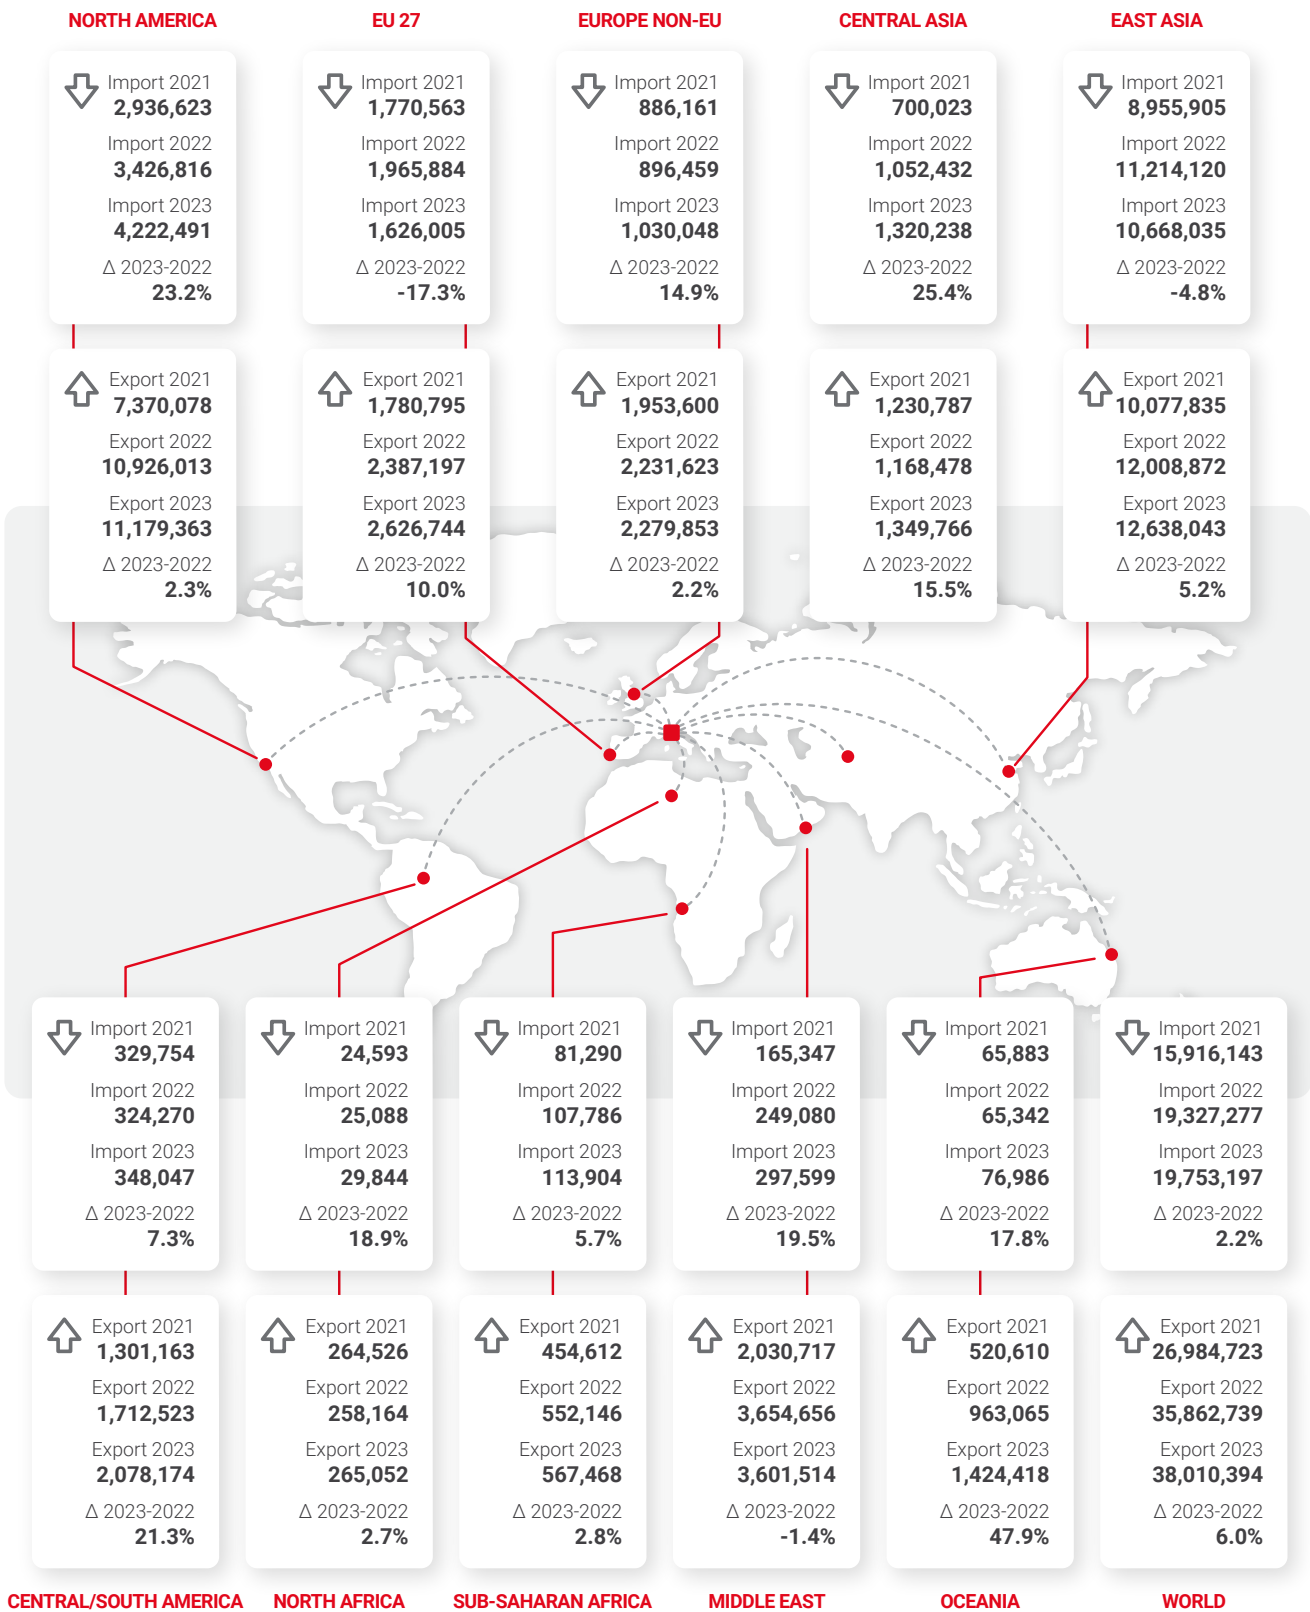 NORTH AMERICA
Import 2021
2,936,623
Import 2022
3,426,816
Import 2023
4,222,491
Δ 2023-2022
23.2%
Export 2021
7,370,078
Export 2022
10,926,013
Export 2023
11,179,363
Δ 2023-2022
2.3%
EU 27
Import 2021
1,770,563
Import 2022
1,965,884
Import 2023
1,626,005
Δ 2023-2022
-17.3%
Export 2021
1,780,795
Export 2022
2,387,197
Export 2023
2,626,744
Δ 2023-2022
10.0%
EUROPE NON-EU
Import 2021
886,161
Import 2022
896,459
Import 2023
1,030,048
Δ 2023-2022
14.9%
Export 2021
1,953,600
Export 2022
2,231,623
Export 2023
2,279,853
Δ 2023-2022
2.2%
CENTRAL ASIA
Import 2021
700,023
Import 2022
1,052,432
Import 2023
1,320,238
Δ 2023-2022
25.4%
Export 2021
1,230,787
Export 2022
1,168,478
Export 2023
1,349,766
Δ 2023-2022
15.5%
EAST ASIA
Import 2021
8,955,905
Import 2022
11,214,120
Import 2023
10,668,035
Δ 2023-2022
-4.8%
Export 2021
10,077,835
Export 2022
12,008,872
Export 2023
12,638,043
Δ 2023-2022
5.2%
Import 2021
329,754
Import 2022
324,270
Import 2023
348,047
Δ 2023-2022
7.3%
Export 2021
1,301,163
Export 2022
1,712,523
Export 2023
2,078,174
Δ 2023-2022
21.3%
CENTRAL/SOUTH AMERICA
Import 2021
24,593
Import 2022
25,088
Import 2023
29,844
Δ 2023-2022
18.9%
Export 2021
264,526
Export 2022
258,164
Export 2023
265,052
Δ 2023-2022
2.7%
NORTH AFRICA
Import 2021
81,290
Import 2022
107,786
Import 2023
113,904
Δ 2023-2022
5.7%
Export 2021
454,612
Export 2022
552,146
Export 2023
567,468
Δ 2023-2022
2.8%
SUB-SAHARAN AFRICA
Import 2021
165,347
Import 2022
249,080
Import 2023
297,599
Δ 2023-2022
19.5%
Export 2021
2,030,717
Export 2022
3,654,656
Export 2023
3,601,514
Δ 2023-2022
-1.4%
MIDDLE EAST
Import 2021
65,883
Import 2022
65,342
Import 2023
76,986
Δ 2023-2022
17.8%
Export 2021
520,610
Export 2022
963,065
Export 2023
1,424,418
Δ 2023-2022
47.9%
OCEANIA
Import 2021
15,916,143
Import 2022
19,327,277
Import 2023
19,753,197
Δ 2023-2022
2.2%
Export 2021
26,984,723
Export 2022
35,862,739
Export 2023
38,010,394
Δ 2023-2022
6.0%
WORLD